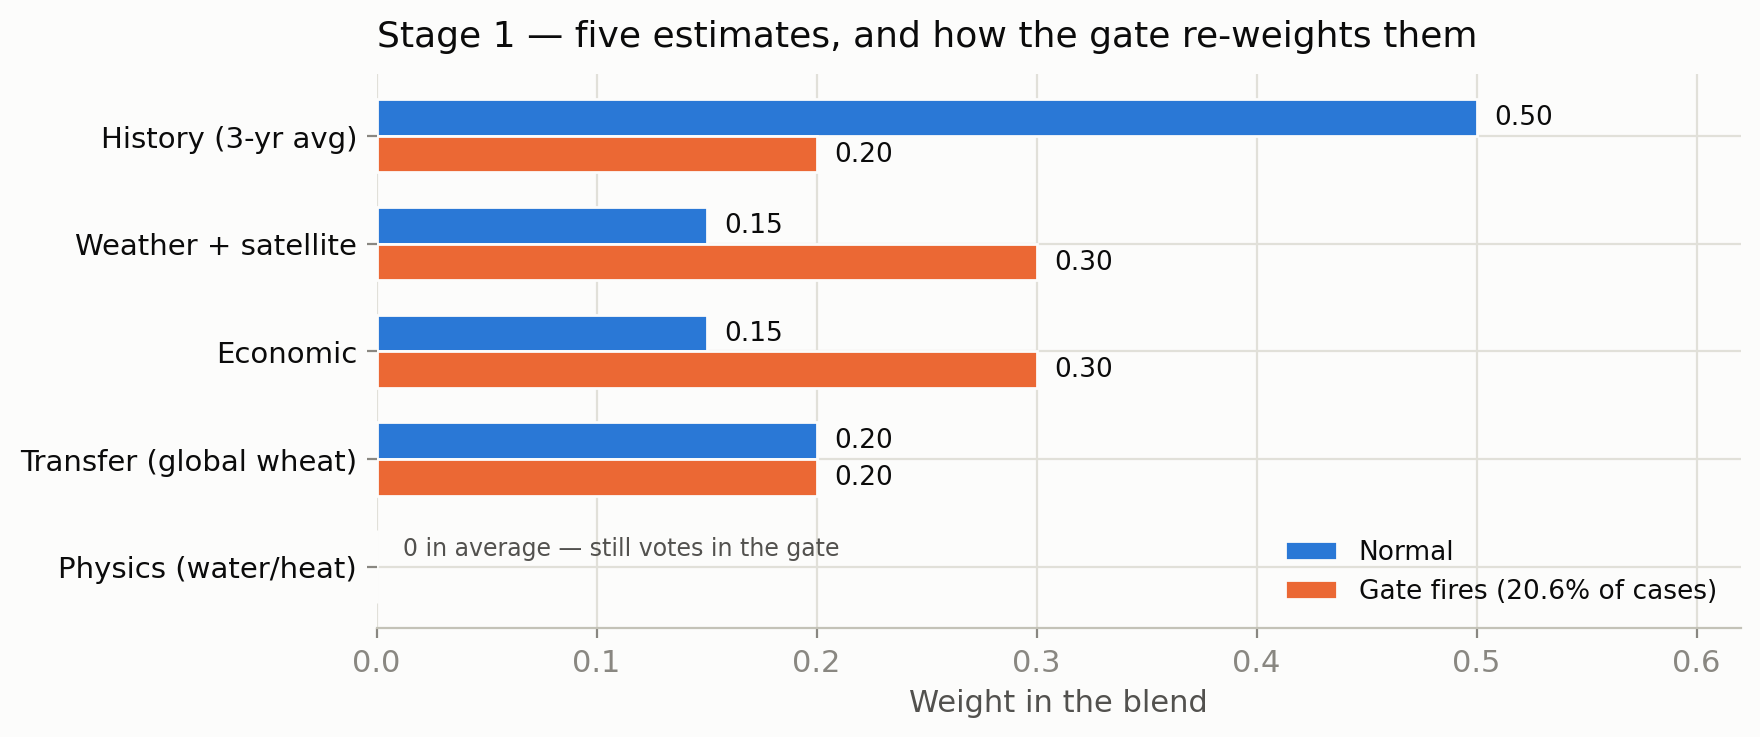 Stage 1 — five estimates, and how the gate re-weights them
History (3-yr avg)
0.50
0.20
Weather + satellite
0.15
0.30
Economic
0.15
0.30
Transfer (global wheat)
0.20
0.20
Physics (water/heat)
0 in average — still votes in the gate
Normal
Gate fires (20.6% of cases)
0.0 0.1 0.2 0.3 0.4 0.5 0.6
Weight in the blend